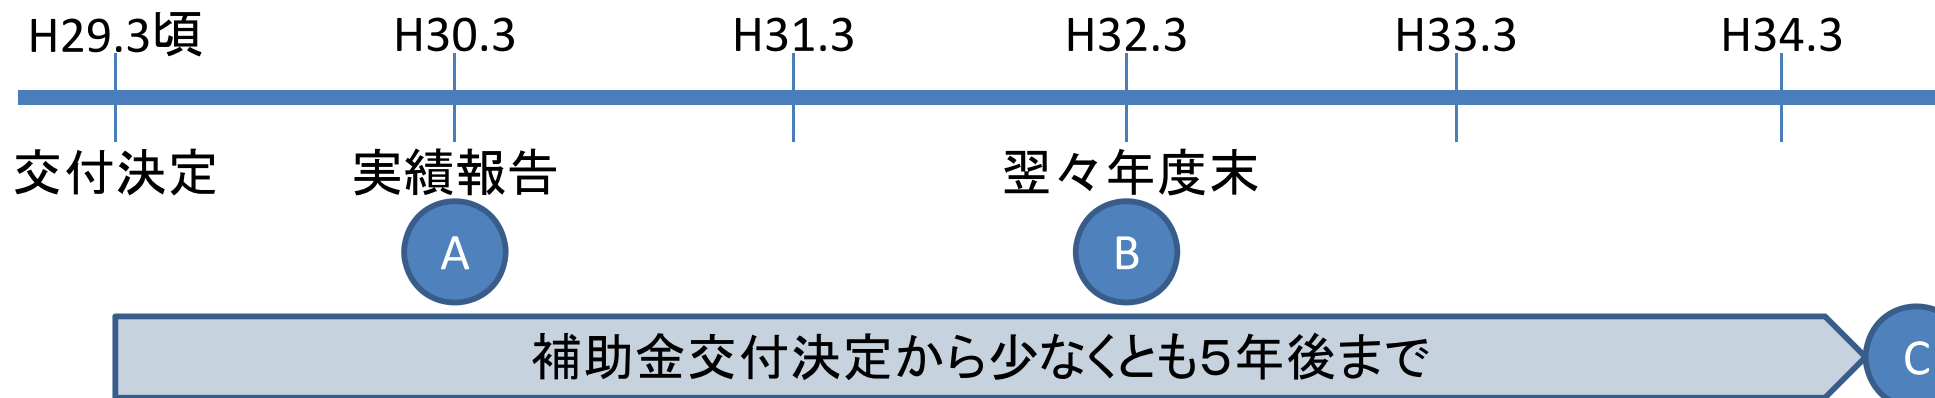 H29.3頃 H30.3 H31.3 H32.3 H33.3 H34.3
交付決定 実績報告 翌々年度末
A B
補助金交付決定から少なくとも5年後まで C